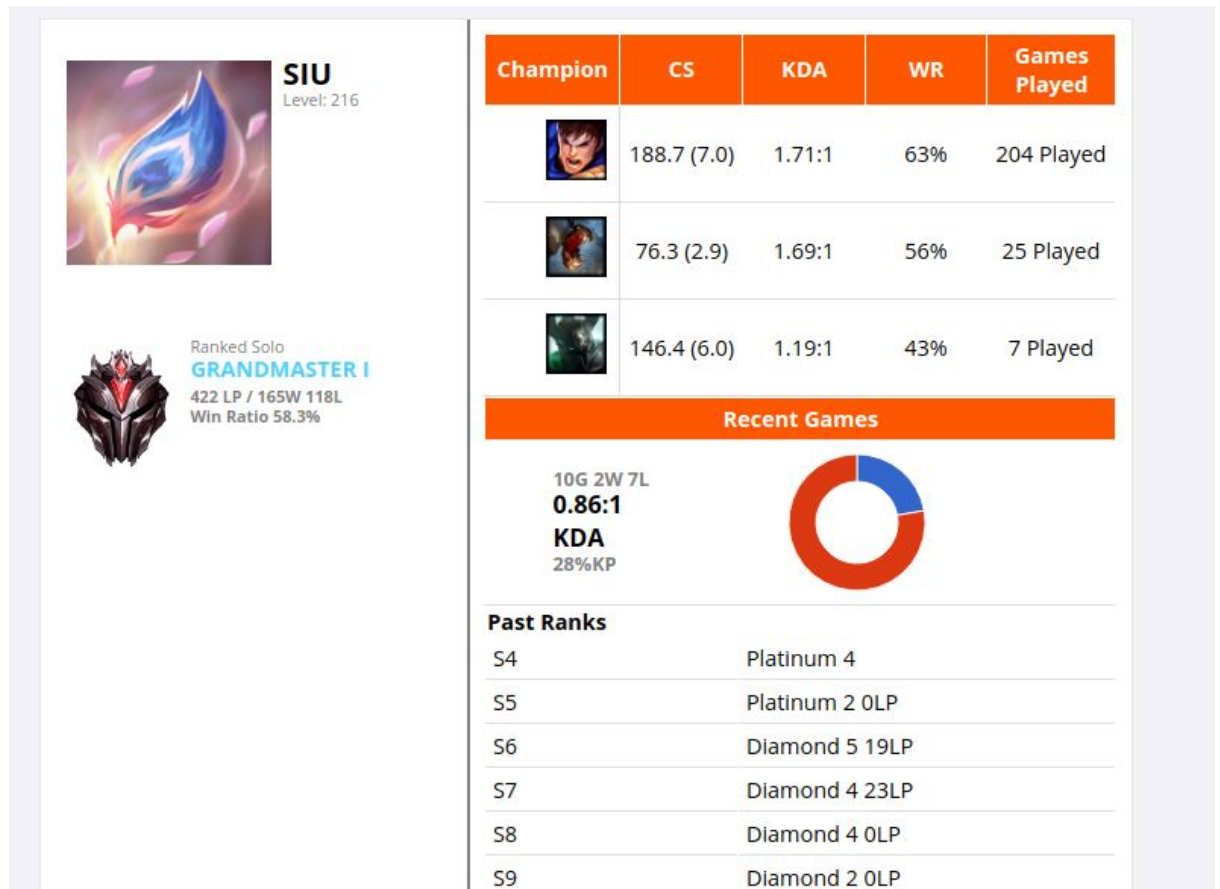 SIU
Level: 216
Ranked Solo
GRANDMASTER I
422 LP / 165W 118L
Win Ratio 58.3%
Champion CS KDA WR Games Played
188.7 (7.0) 1.71:1 63% 204 Played
76.3 (2.9) 1.69:1 56% 25 Played
146.4 (6.0) 1.19:1 43% 7 Played
Recent Games
10G 2W 7L
0.86:1
KDA
28%KP
Past Ranks
S4 Platinum 4
S5 Platinum 2 0LP
S6 Diamond 5 19LP
S7 Diamond 4 23LP
S8 Diamond 4 0LP
S9 Diamond 2 0LP